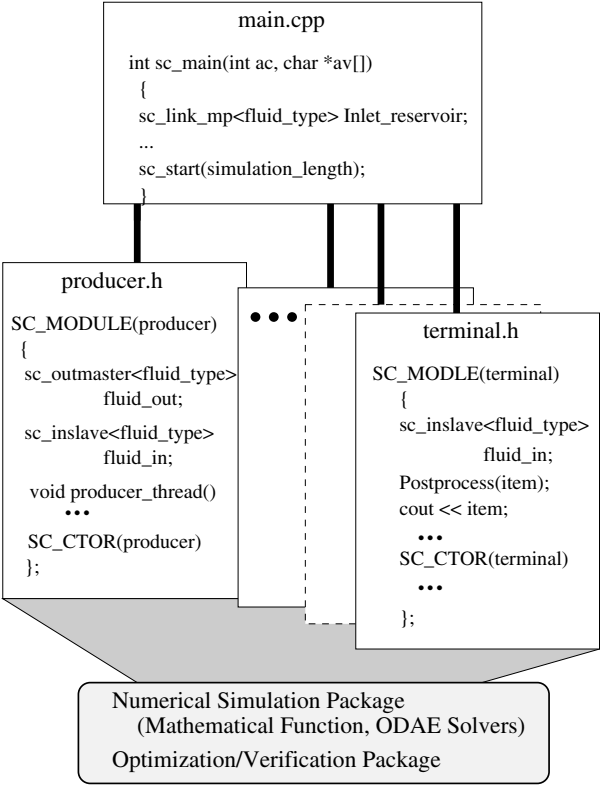 main.cpp
int sc_main(int ac, char *av[])
{
sc_link_mp<fluid_type> Inlet_reservoir;
...
sc_start(simulation_length);
}
producer.h
SC_MODULE(producer)
{
sc_outmaster<fluid_type>
fluid_out;
sc_inslave<fluid_type>
fluid_in;
void producer_thread()
...
SC_CTOR(producer)
};
...
terminal.h
SC_MODLE(terminal)
{
sc_inslave<fluid_type>
fluid_in;
Postprocess(item);
cout << item;
...
SC_CTOR(terminal)
...
};
Numerical Simulation Package
(Mathematical Function, ODAE Solvers)
Optimization/Verification Package